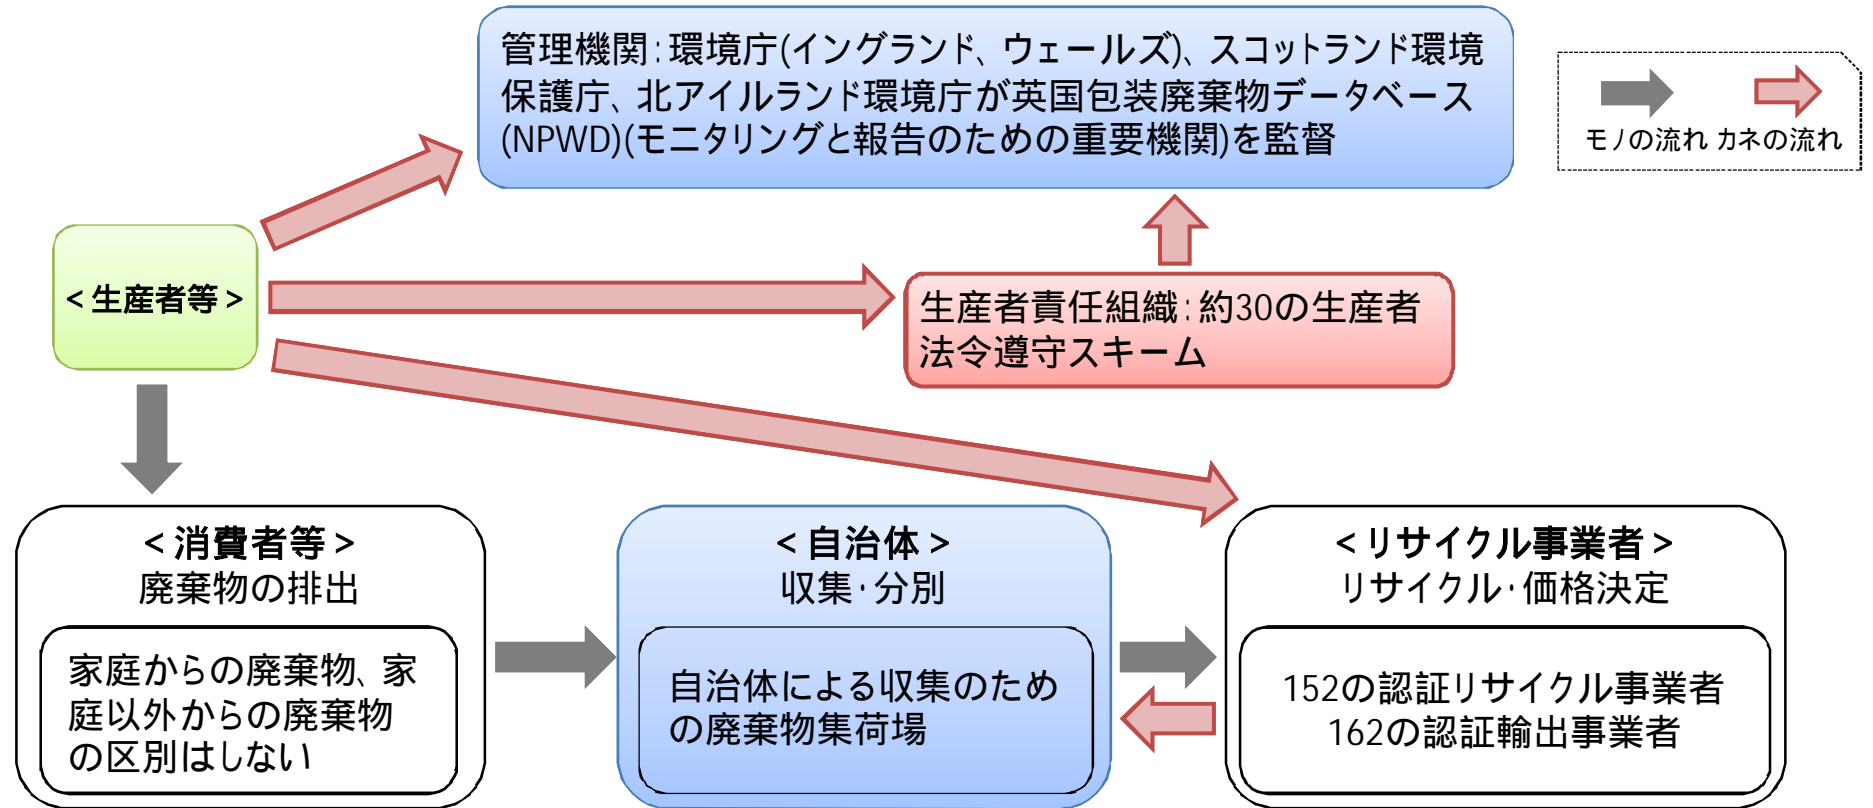 管理機関:環境庁(イングランド、ウェールズ)、スコットランド環境
保護庁、北アイルランド環境庁が英国包装廃棄物データベース
(NPWD)(モニタリングと報告のための重要機関)を監督
モノの流れ カネの流れ
<生産者等>
生産者責任組織:約30の生産者
法令遵守スキーム
<消費者等>
廃棄物の排出
家庭からの廃棄物、家
庭以外からの廃棄物
の区別はしない
<自治体>
収集・分別
自治体による収集のため
の廃棄物集荷場
<リサイクル事業者>
リサイクル・価格決定
152の認証リサイクル事業者
162の認証輸出事業者